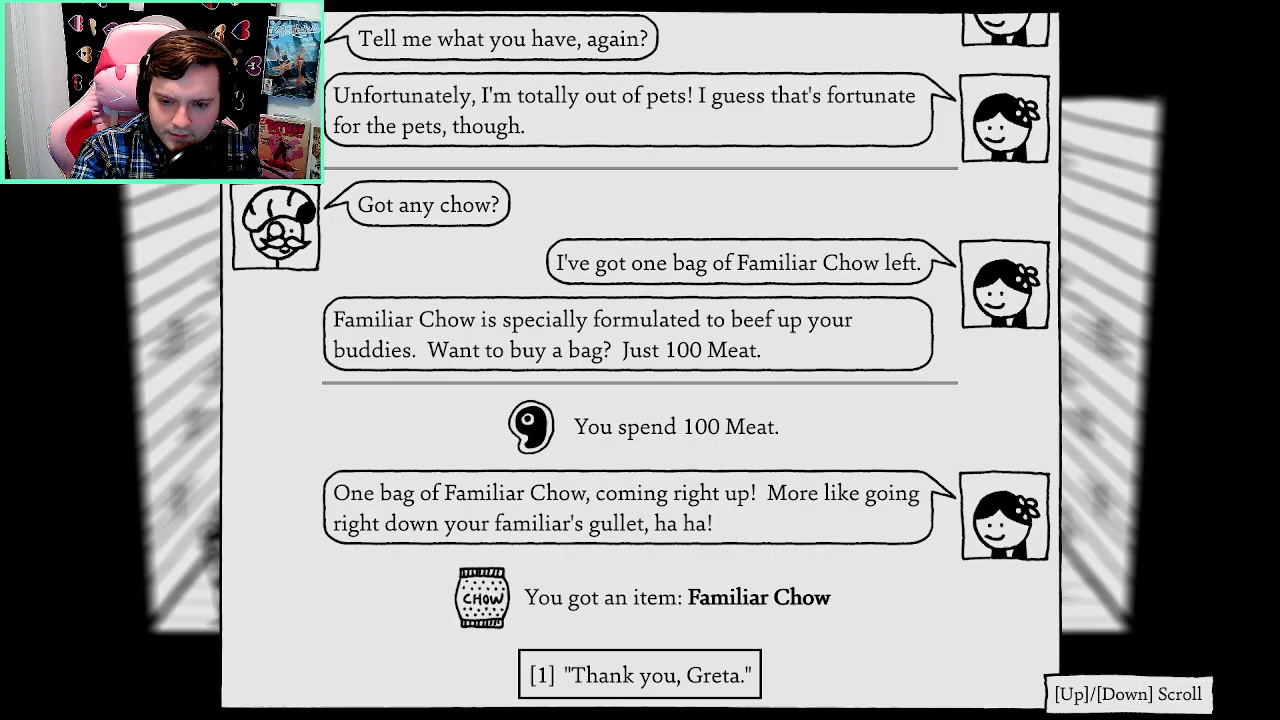 Tell me what you have, again?
Unfortunately, I'm totally out of pets! I guess that's fortunate
for the pets, though.
Got any chow?
I've got one bag of Familiar Chow left.
Familiar Chow is specially formulated to beef up your
buddies.  Want to buy a bag?  Just 100 Meat.
You spend 100 Meat.
One bag of Familiar Chow, coming right up!  More like going
right down your familiar's gullet, ha ha!
CHOW
You got an item: Familiar Chow
[1] "Thank you, Greta."
[Up]/[Down] Scroll